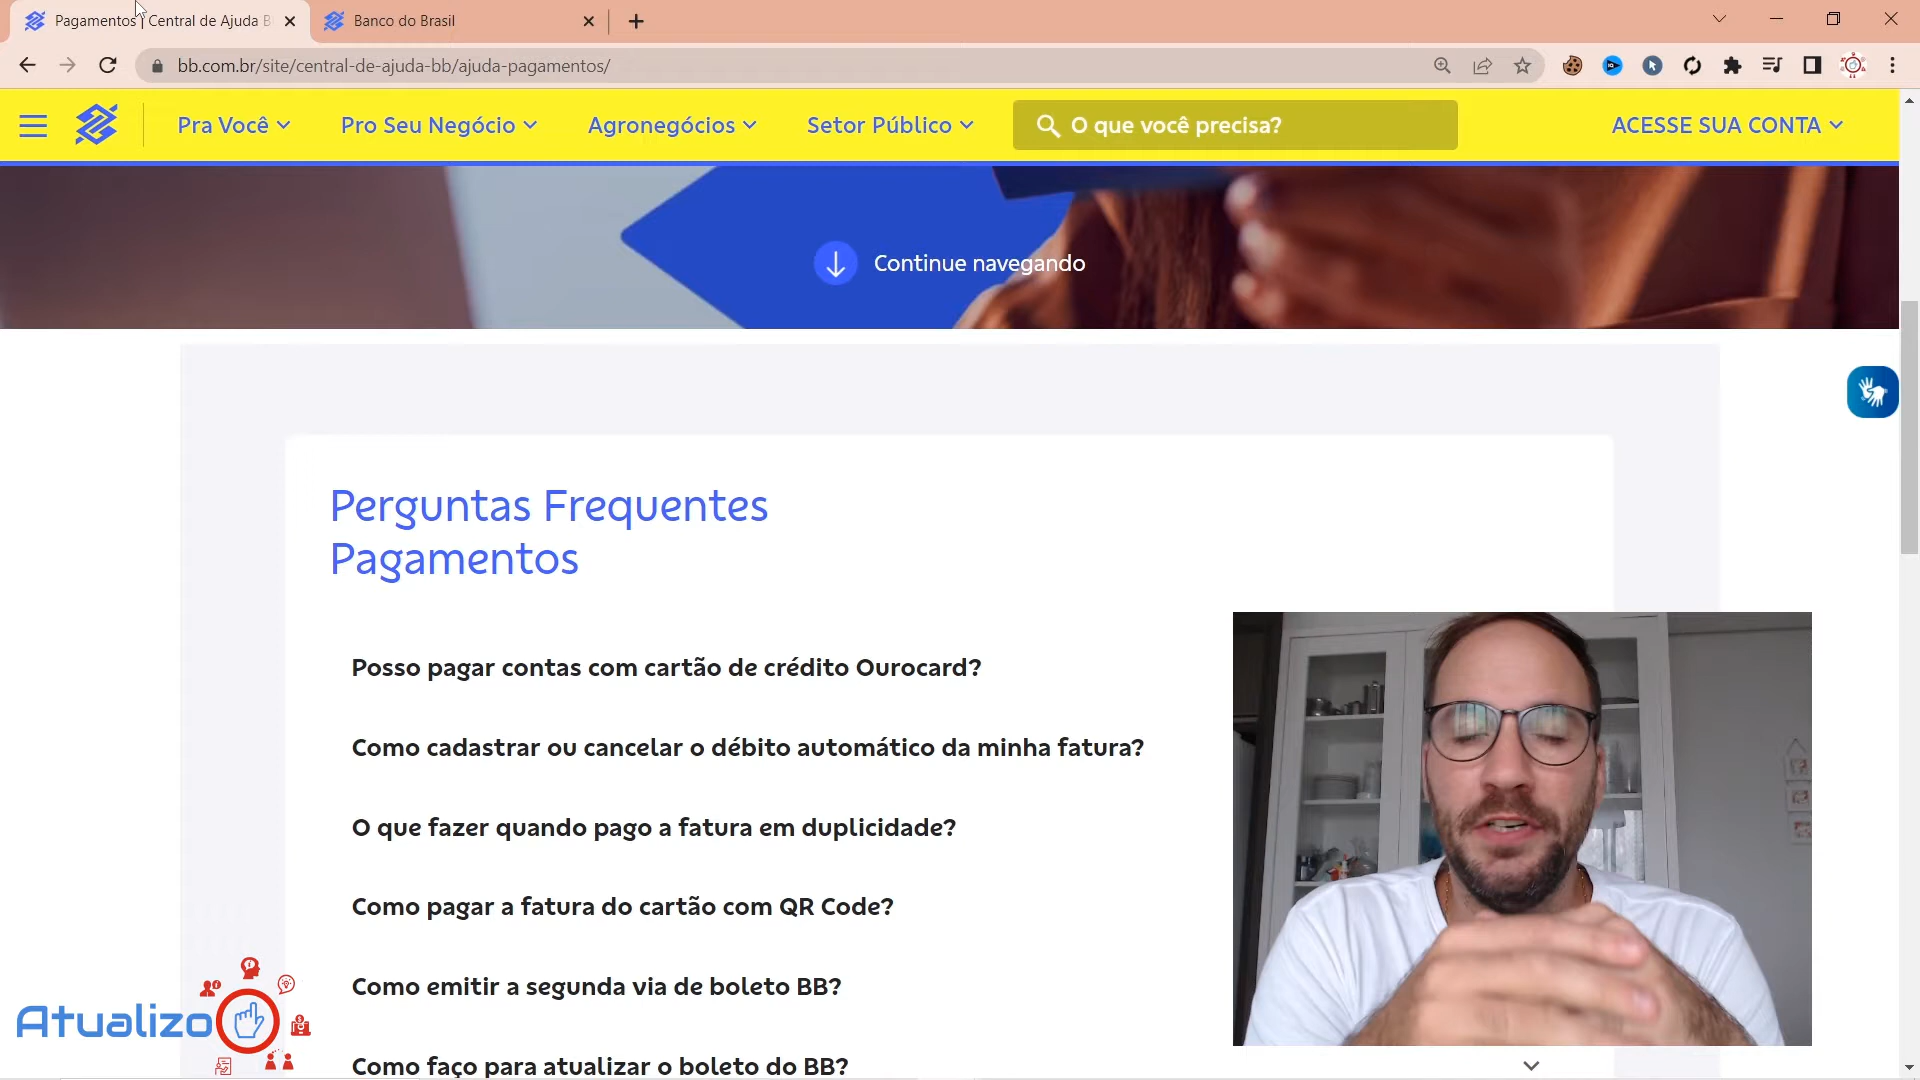 Pagamentos | Central de Ajuda B
Banco do Brasil
bb.com.br/site/central-de-ajuda-bb/ajuda-pagamentos/
Pra Você
Pro Seu Negócio
Agronegócios
Setor Público
O que você precisa?
ACESSE SUA CONTA
Continue navegando
Perguntas Frequentes
Pagamentos
Posso pagar contas com cartão de crédito Ourocard?
Como cadastrar ou cancelar o débito automático da minha fatura?
O que fazer quando pago a fatura em duplicidade?
Como pagar a fatura do cartão com QR Code?
Como emitir a segunda via de boleto BB?
Atualizo
Como faço para atualizar o boleto do BB?